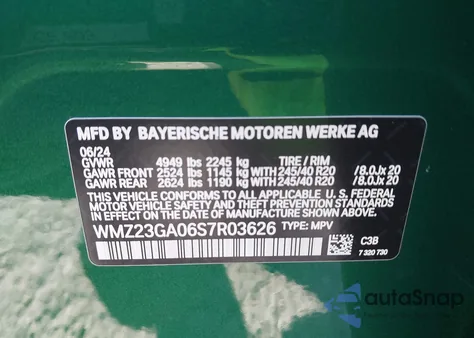 MFD BY BAYERISCHE MOTOREN WERKE AG
06/24
GVWR 4949 lbs 2245 kg TIRE / RIM
GAWR FRONT 2524 lbs 1145 kg 245/40 R20 /8.0Jx 20
GAWR REAR 2624 lbs 1190 kg 245/40 R20 /8.0Jx 20
THIS VEHICLE CONFORMS TO ALL APPLICABLE U. S. FEDERAL
MOTOR VEHICLE SAFETY, BUMPER, AND THEFT PREVENTION
STANDARDS IN EFFECT ON THE DATE OF MANUFACTURE SHOWN ABOVE.
WMZ23GA06S7R03626 TYPE: MPV
C3B
7 320 730
autoSnap